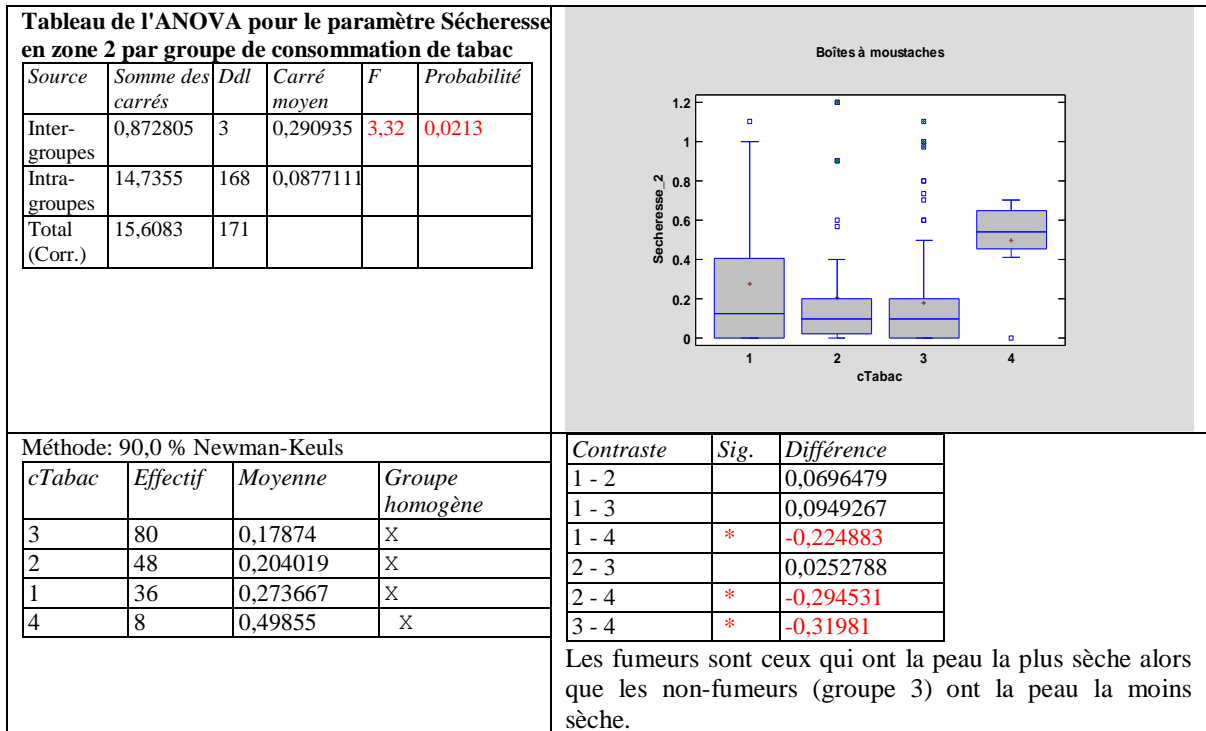 Tableau de l'ANOVA pour le paramètre Sécheresse
en zone 2 par groupe de consommation de tabac
Source Somme des carrés Ddl Carré moyen F Probabilité
Inter-groupes 0,872805 3 0,290935 3,32 0,0213
Intra-groupes 14,7355 168 0,0877111
Total (Corr.) 15,6083 171
Boîtes à moustaches
Secheresse_2
1.2
1
0.8
0.6
0.4
0.2
0
1 2 3 4
cTabac
Méthode: 90,0 % Newman-Keuls
cTabac Effectif Moyenne Groupe homogène
3 80 0,17874 X
2 48 0,204019 X
1 36 0,273667 X
4 8 0,49855 X
Contraste Sig. Différence
1 - 2 0,0696479
1 - 3 0,0949267
1 - 4 * -0,224883
2 - 3 0,0252788
2 - 4 * -0,294531
3 - 4 * -0,31981
Les fumeurs sont ceux qui ont la peau la plus sèche alors
que les non-fumeurs (groupe 3) ont la peau la moins
sèche.